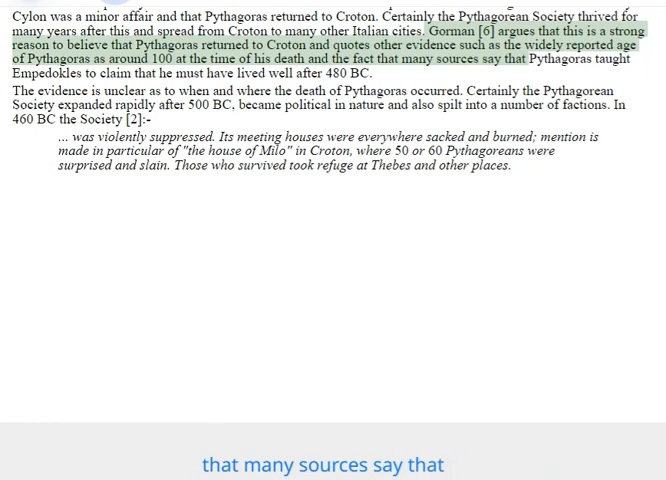 Cylon was a minor affair and that Pythagoras returned to Croton. Certainly the Pythagorean Society thrived for
many years after this and spread from Croton to many other Italian cities. Gorman [6] argues that this is a strong
reason to believe that Pythagoras returned to Croton and quotes other evidence such as the widely reported age
of Pythagoras as around 100 at the time of his death and the fact that many sources say that Pythagoras taught
Empedokles to claim that he must have lived well after 480 BC.
The evidence is unclear as to when and where the death of Pythagoras occurred. Certainly the Pythagorean
Society expanded rapidly after 500 BC, became political in nature and also spilt into a number of factions. In
460 BC the Society [2]:-
... was violently suppressed. Its meeting houses were everywhere sacked and burned; mention is
made in particular of "the house of Milo" in Croton, where 50 or 60 Pythagoreans were
surprised and slain. Those who survived took refuge at Thebes and other places.
that many sources say that